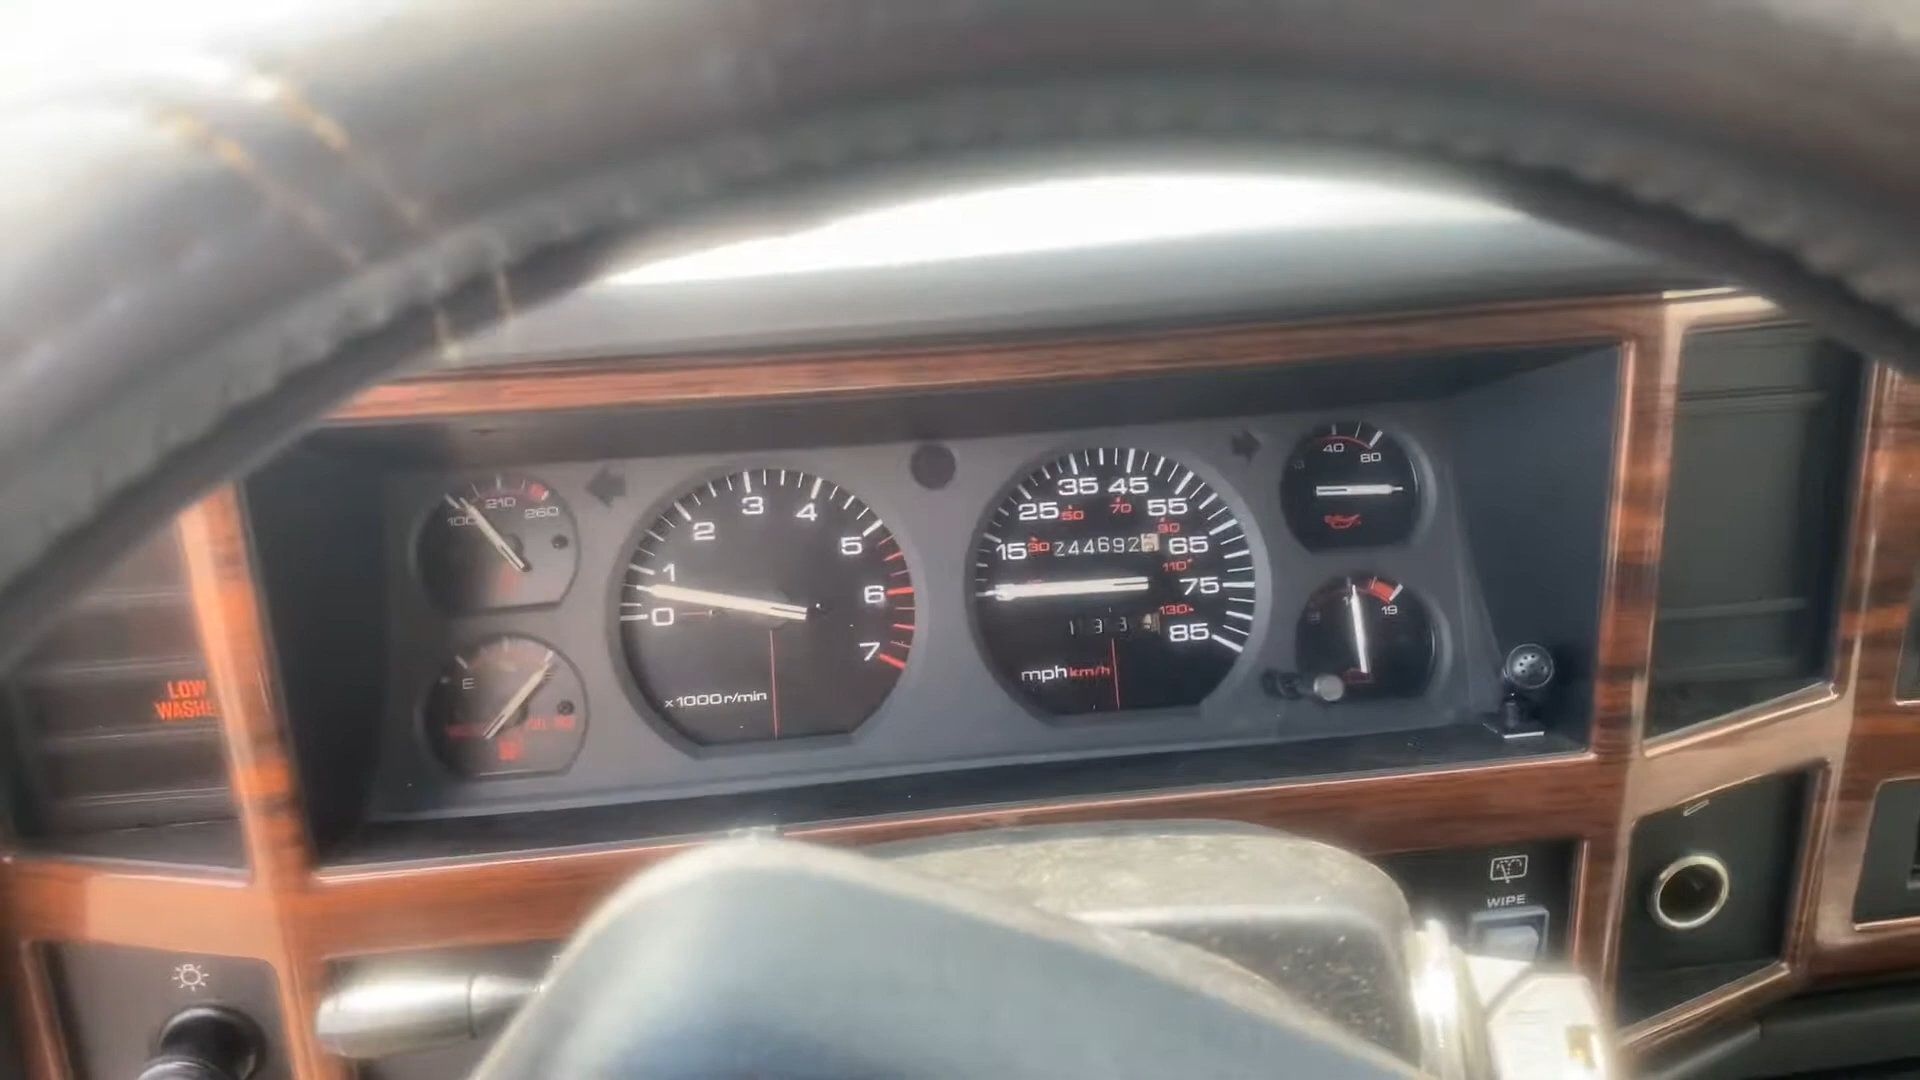 100 210 260
E
LOW
WASHE
0 1 2 3 4 5 6 7
x1000r/min
15 25 35 45 55 65 75 85
30 50 70 90 110 130
244692
133
mph km/h
40 80
19
WIPE